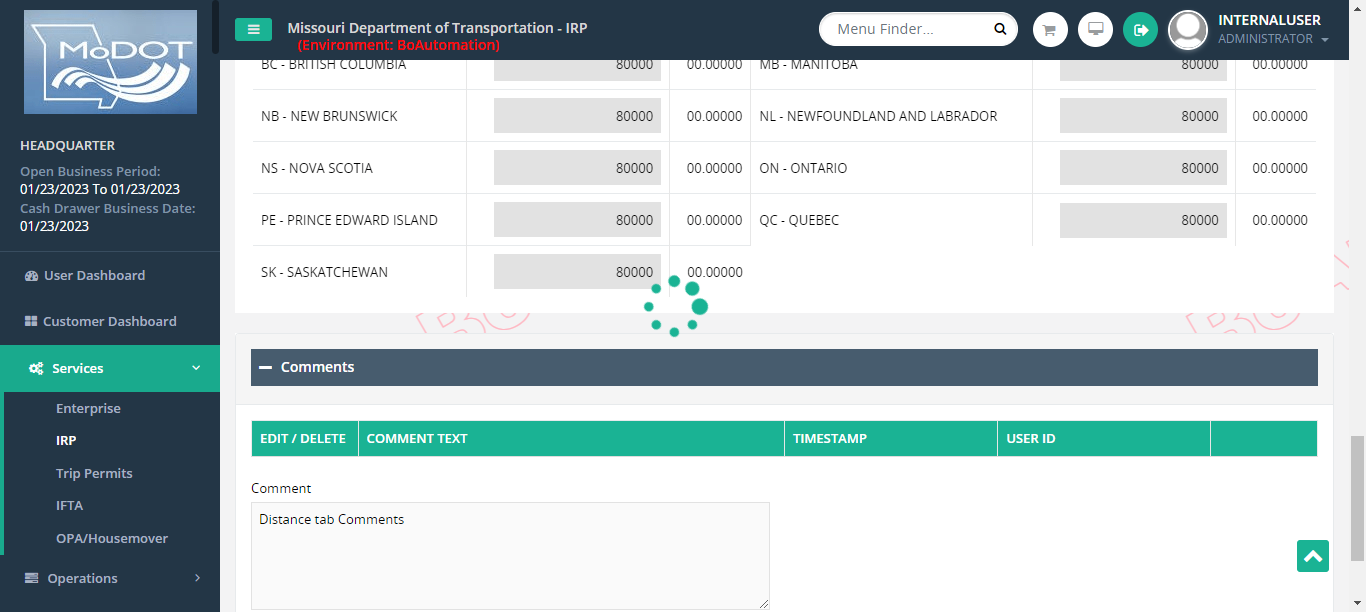 MoDOT
HEADQUARTER
Open Business Period:
01/23/2023 To 01/23/2023
Cash Drawer Business Date:
01/23/2023
User Dashboard
Customer Dashboard
Services
Enterprise
IRP
Trip Permits
IFTA
OPA/Housemover
Operations
Missouri Department of Transportation - IRP
(Environment: BoAutomation)
Menu Finder...
INTERNALUSER
ADMINISTRATOR
BC - BRITISH COLUMBIA 80000 00.00000 MB - MANITOBA 80000 00.00000
NB - NEW BRUNSWICK 80000 00.00000 NL - NEWFOUNDLAND AND LABRADOR 80000 00.00000
NS - NOVA SCOTIA 80000 00.00000 ON - ONTARIO 80000 00.00000
PE - PRINCE EDWARD ISLAND 80000 00.00000 QC - QUEBEC 80000 00.00000
SK - SASKATCHEWAN 80000 00.00000
Comments
EDIT / DELETE COMMENT TEXT TIMESTAMP USER ID
Comment
Distance tab Comments